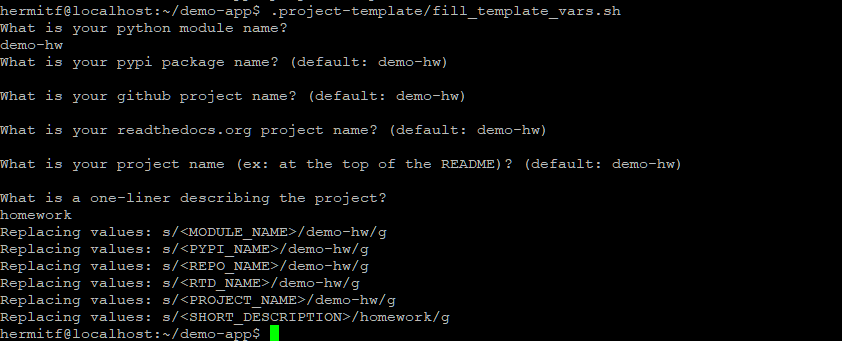 hermitf@localhost:~/demo-app$ .project-template/fill_template_vars.sh
What is your python module name?
demo-hw
What is your pypi package name? (default: demo-hw)
What is your github project name? (default: demo-hw)
What is your readthedocs.org project name? (default: demo-hw)
What is your project name (ex: at the top of the README)? (default: demo-hw)
What is a one-liner describing the project?
homework
Replacing values: s/<MODULE_NAME>/demo-hw/g
Replacing values: s/<PYPI_NAME>/demo-hw/g
Replacing values: s/<REPO_NAME>/demo-hw/g
Replacing values: s/<RTD_NAME>/demo-hw/g
Replacing values: s/<PROJECT_NAME>/demo-hw/g
Replacing values: s/<SHORT_DESCRIPTION>/homework/g
hermitf@localhost:~/demo-app$